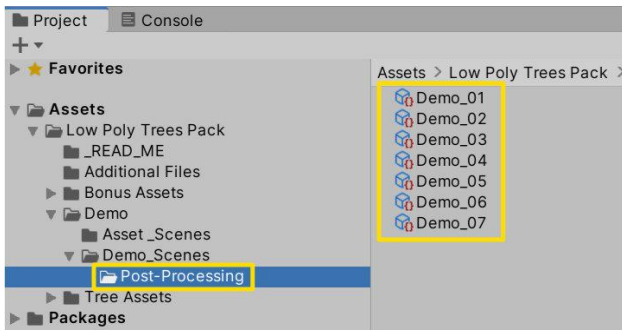 Project
Console
Favorites
Assets
Low Poly Trees Pack
_READ_ME
Additional Files
Bonus Assets
Demo
Asset _Scenes
Demo_Scenes
Post-Processing
Tree Assets
Packages
Assets > Low Poly Trees Pack >
Demo_01
Demo_02
Demo_03
Demo_04
Demo_05
Demo_06
Demo_07